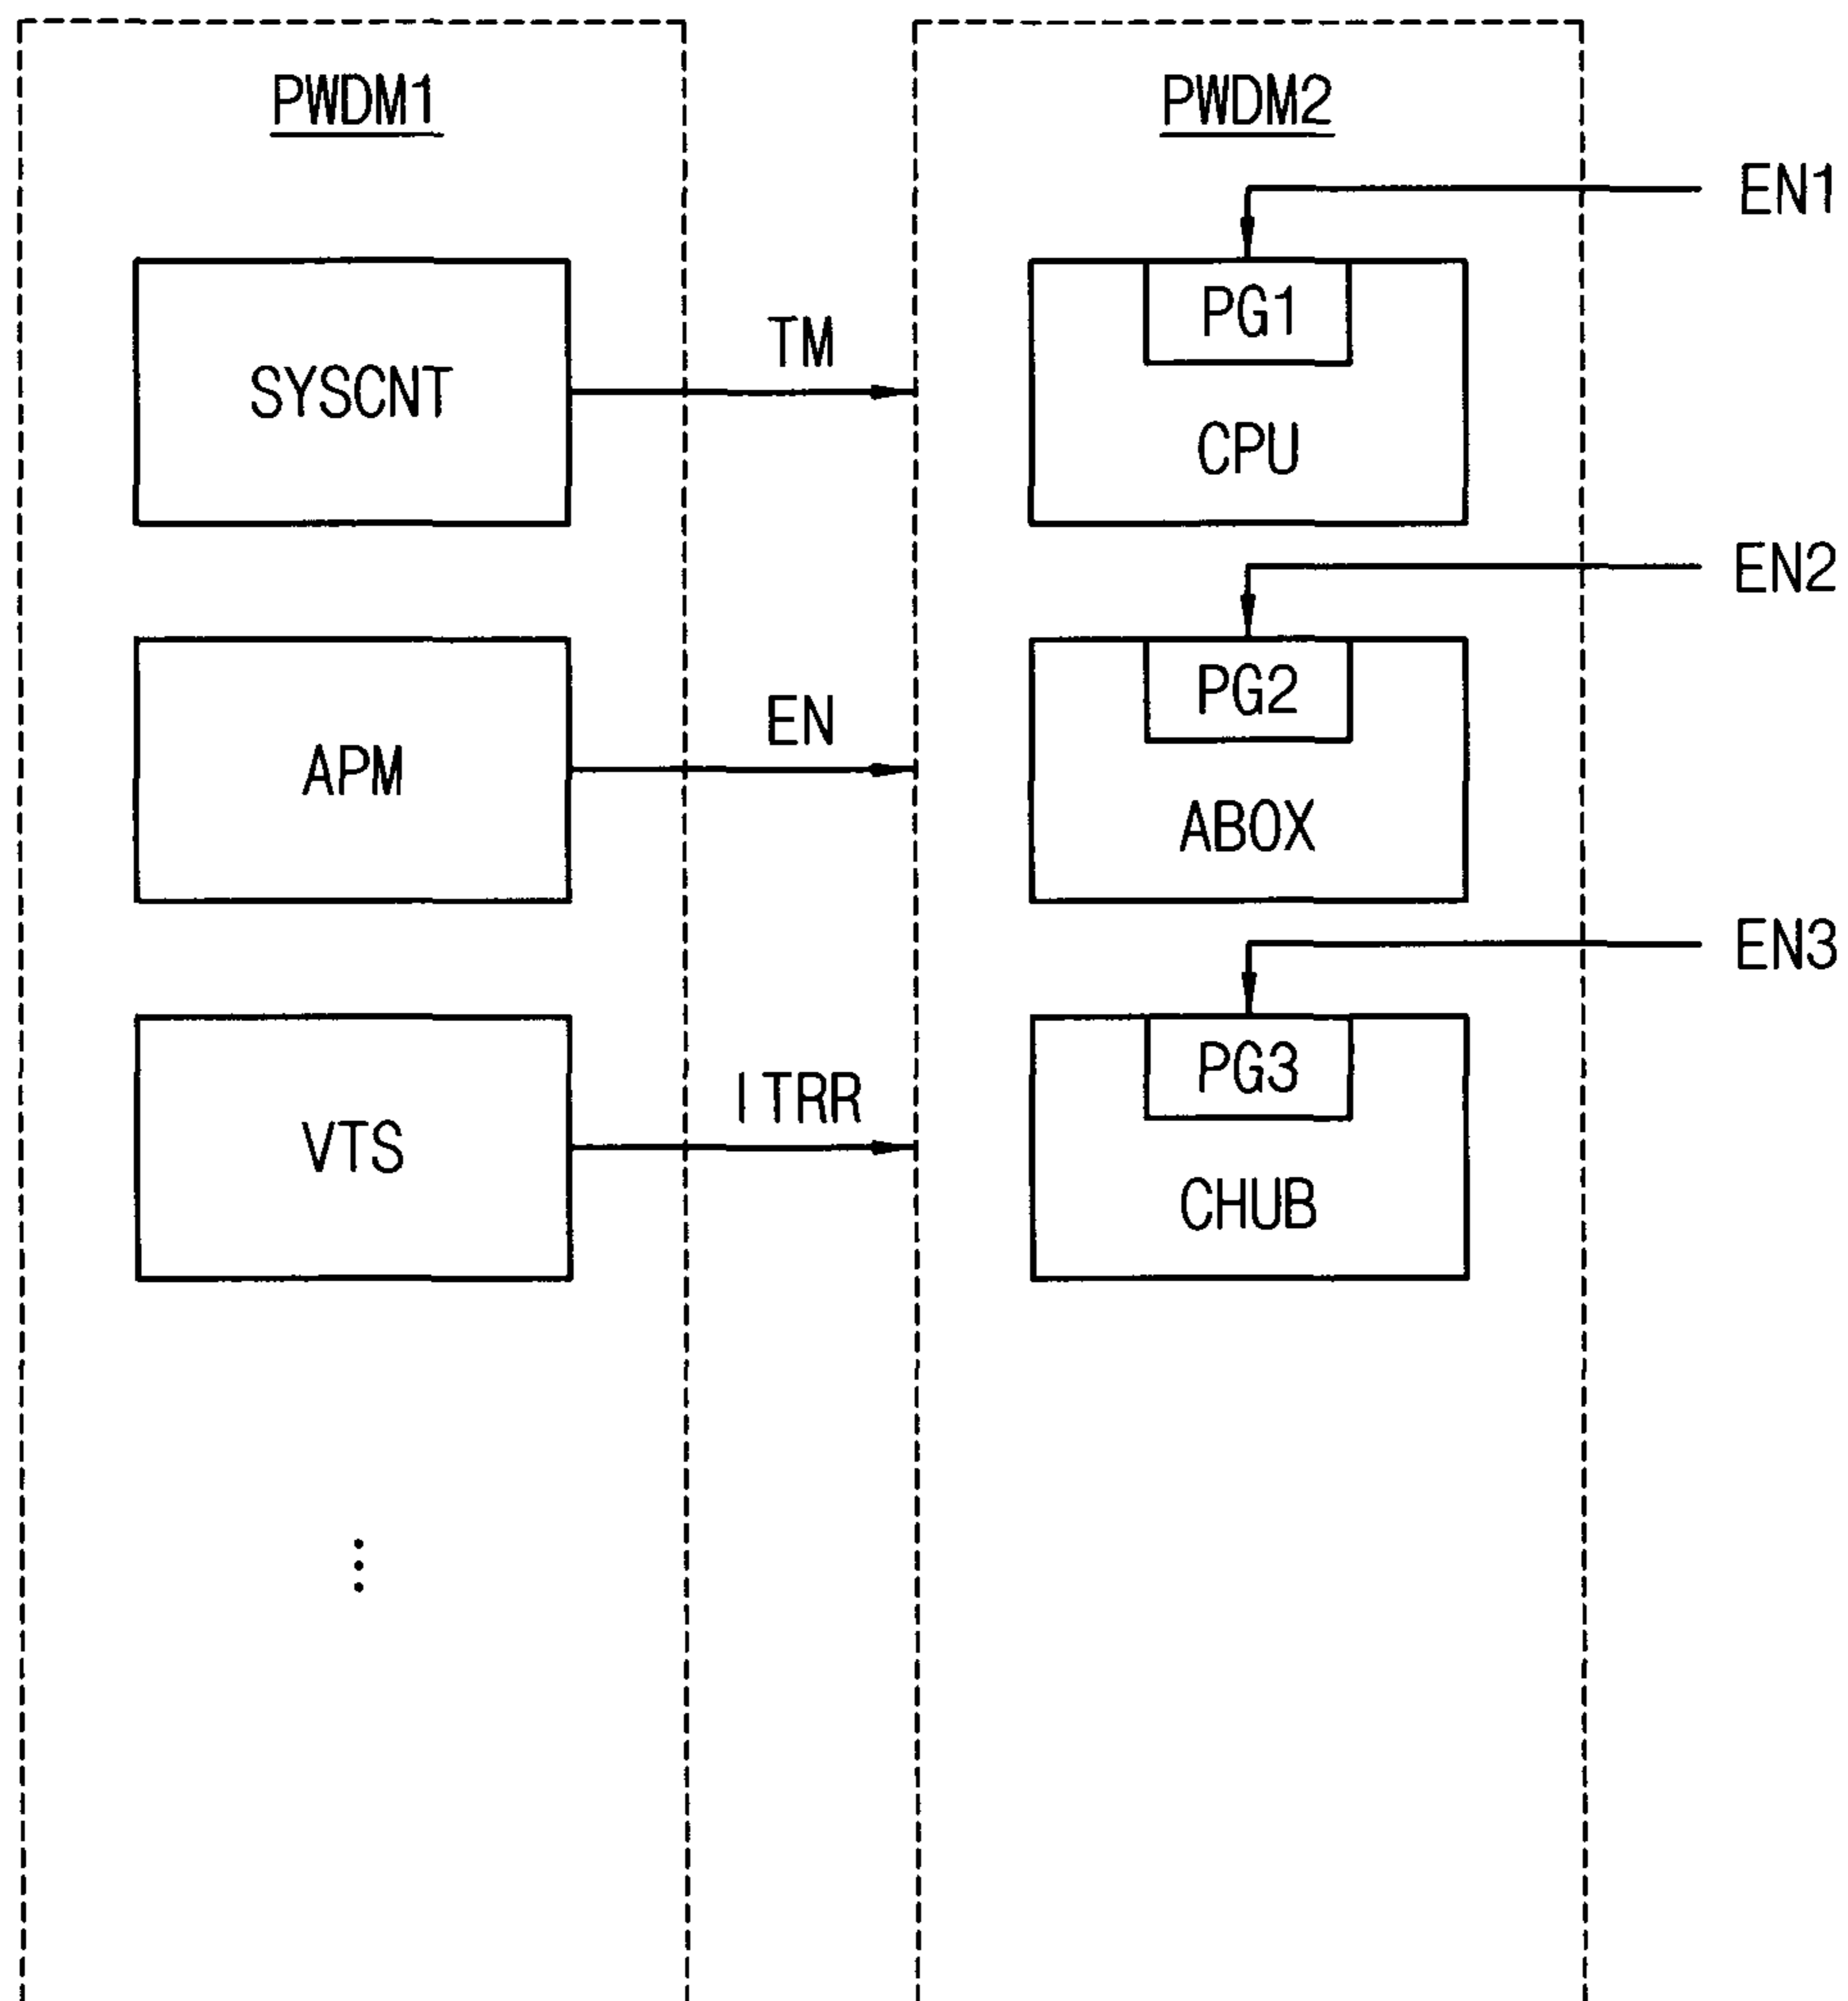 PWDM1
PWDM2
EN1
PG1
TM
SYSCNT
CPU
EN2
PG2
EN
APM
ABOX
EN3
PG3
ITRR
VTS
CHUB